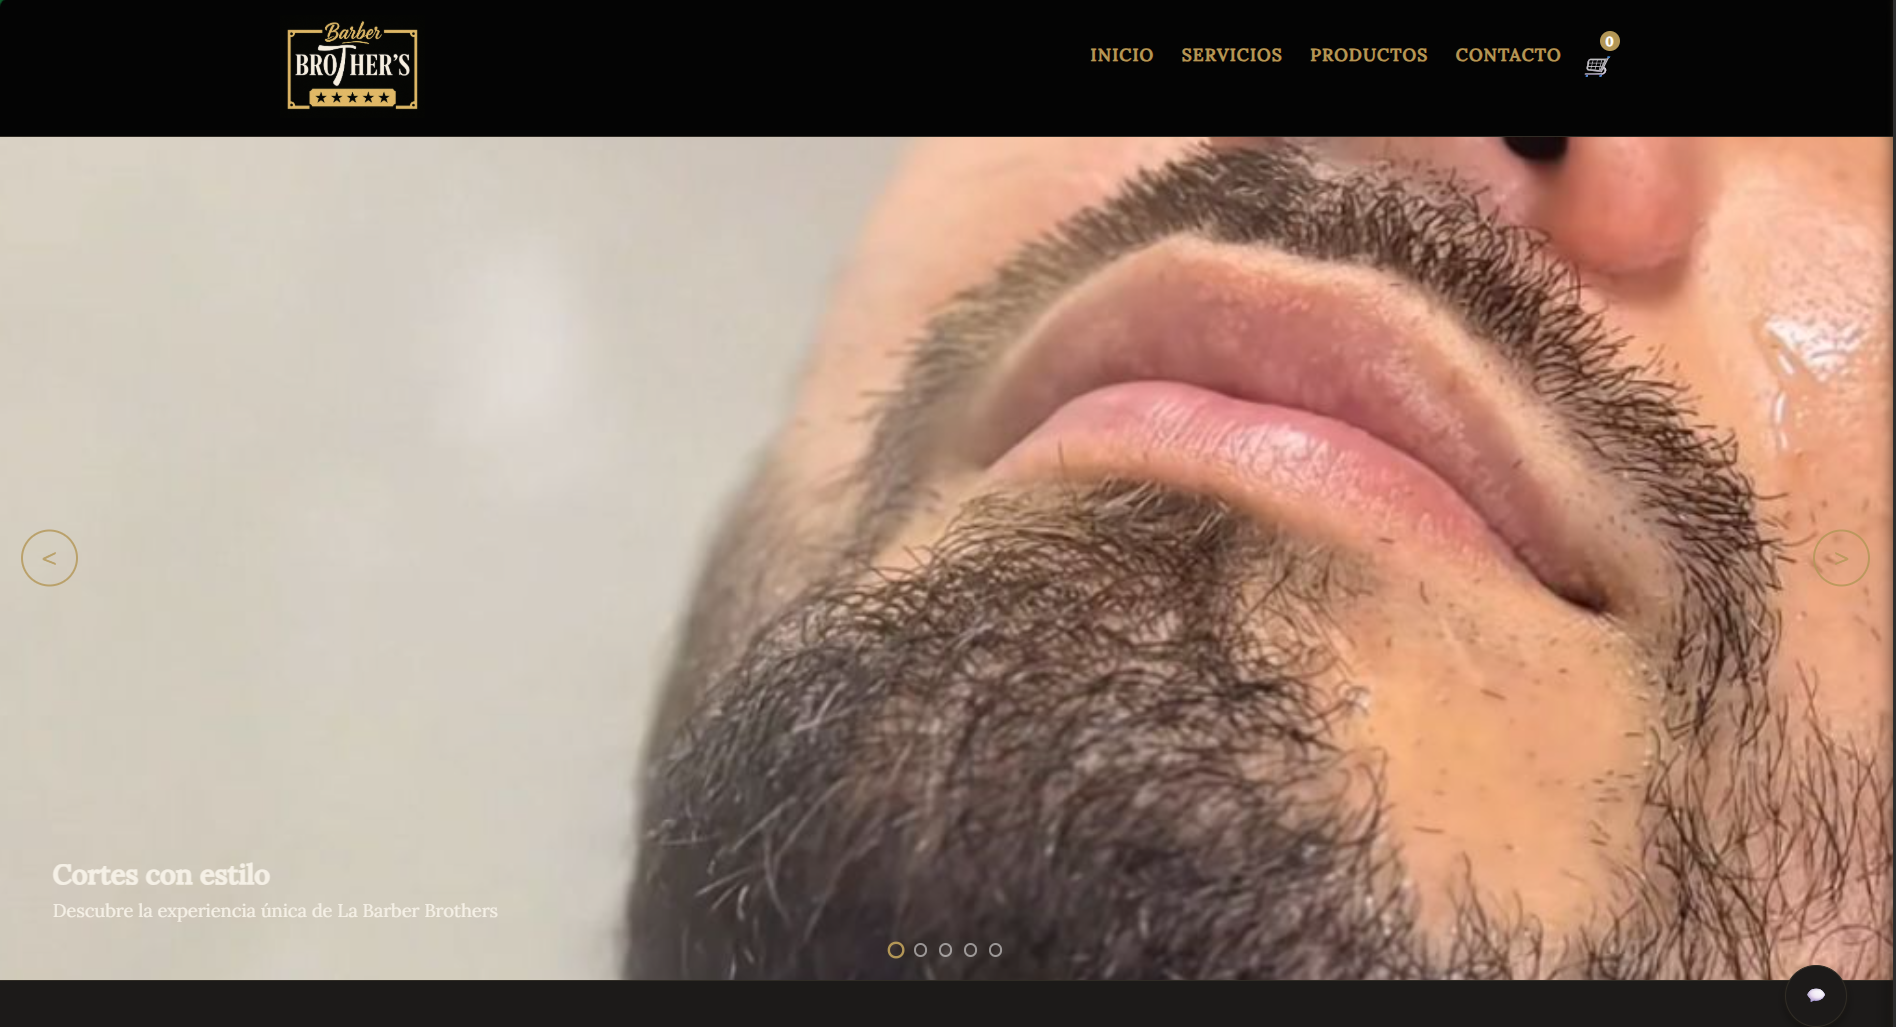 Barber
BROTHER'S
INICIO
SERVICIOS
PRODUCTOS
CONTACTO
0
<
>
Cortes con estilo
Descubre la experiencia única de La Barber Brothers